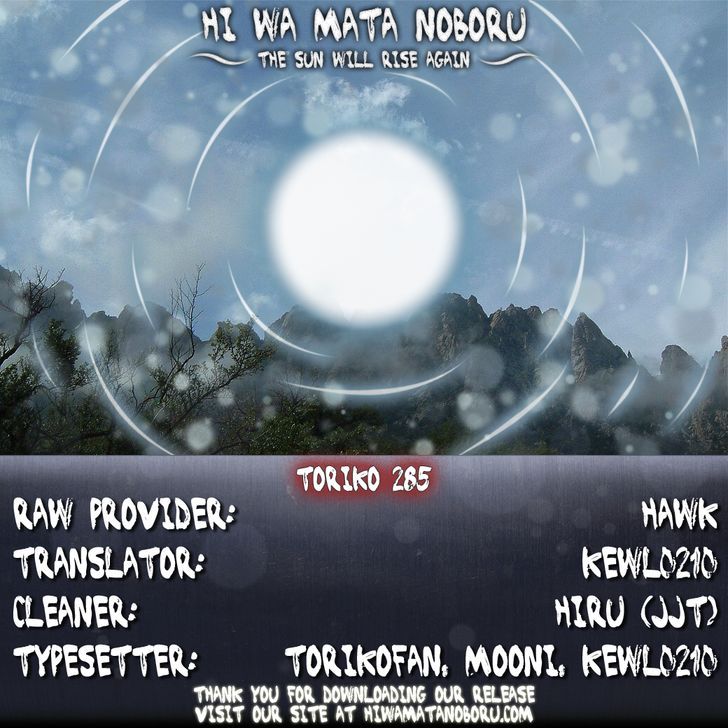 HI WA MATA NOBORU
THE SUN WILL RISE AGAIN
TORIKO 285
RAW PROVIDER: HAWK
TRANSLATOR: KEWL0210
CLEANER: HIRU (JJT)
TYPESETTER: TORIKOFAN, MOONI, KEWL0210
THANK YOU FOR DOWNLOADING OUR RELEASE
VISIT OUR SITE AT HIWAMATANOBORU.COM